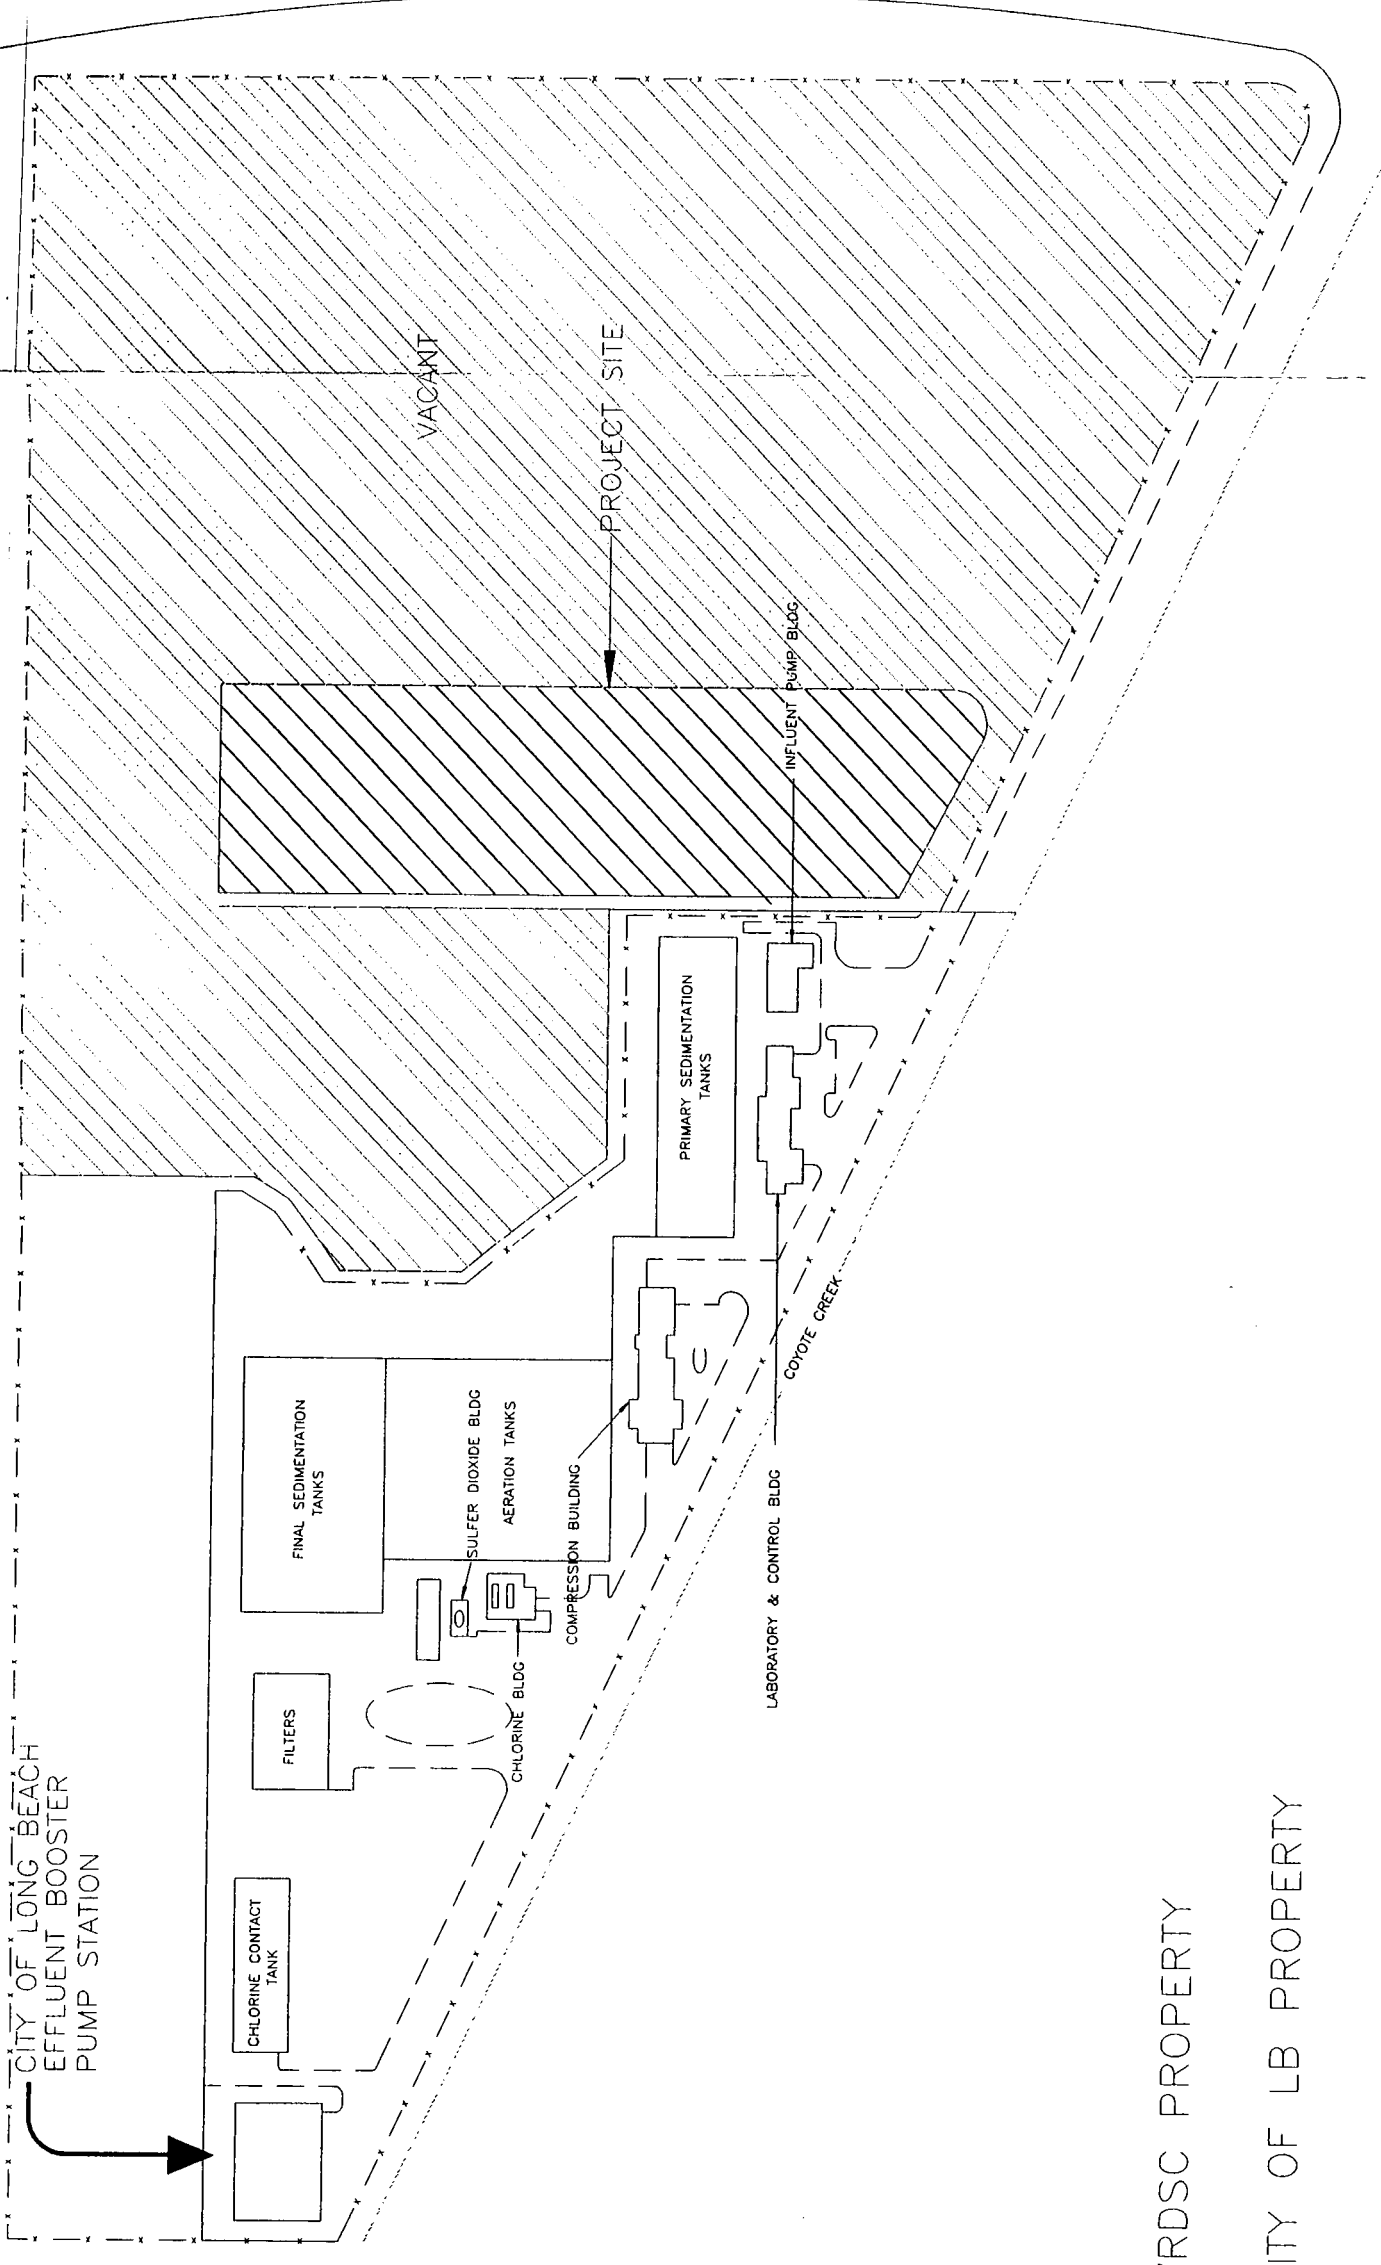 CITY OF LONG BEACH
EFFLUENT BOOSTER
PUMP STATION
VACANT
PROJECT SITE
INFLUENT PUMP BLDG
PRIMARY SEDIMENTATION
TANKS
FINAL SEDIMENTATION
TANKS
SULFER DIOXIDE BLDG
AERATION TANKS
COMPRESSION BUILDING
CHLORINE BLDG
FILTERS
CHLORINE CONTACT
TANK
LABORATORY & CONTROL BLDG
COYOTE CREEK
RDSC PROPERTY
ITY OF LB PROPERTY